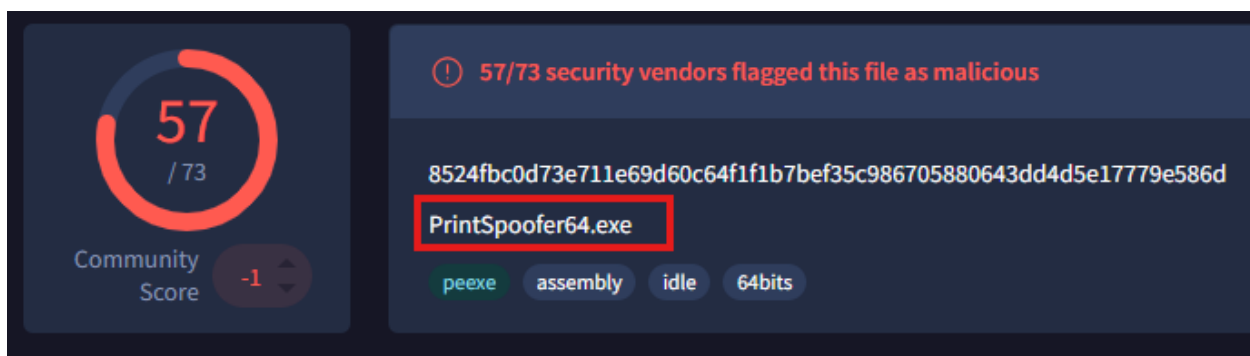 57
/ 73
Community
Score
-1
57/73 security vendors flagged this file as malicious
8524fbc0d73e711e69d60c64f1f1b7bef35c986705880643dd4d5e17779e586d
PrintSpoofer64.exe
peexe assembly idle 64bits